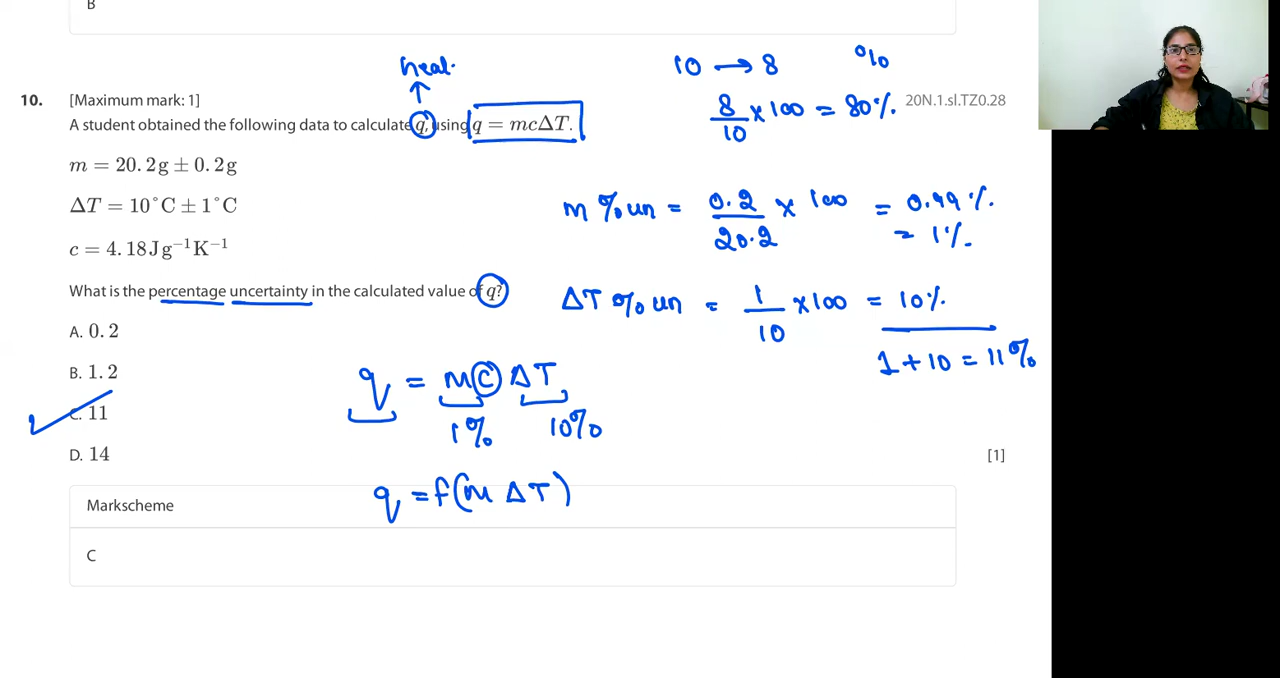 B
heat.
10 → 8 %
10. [Maximum mark: 1] 8/10 × 100 = 80% 20N.1.sl.TZ0.28
A student obtained the following data to calculate q, using q = mcΔT.
m = 20.2g ± 0.2g
m % un = 0.2/20.2 × 100 = 0.99%
= 1%.
ΔT = 10°C ± 1°C
c = 4.18Jg⁻¹K⁻¹
What is the percentage uncertainty in the calculated value of q?
ΔT % un = 1/10 × 100 = 10%
1 + 10 = 11%
A. 0.2
B. 1.2
q = mcΔT
1% 10%
C. 11
D. 14 [1]
q = f(m ΔT)
Markscheme
C